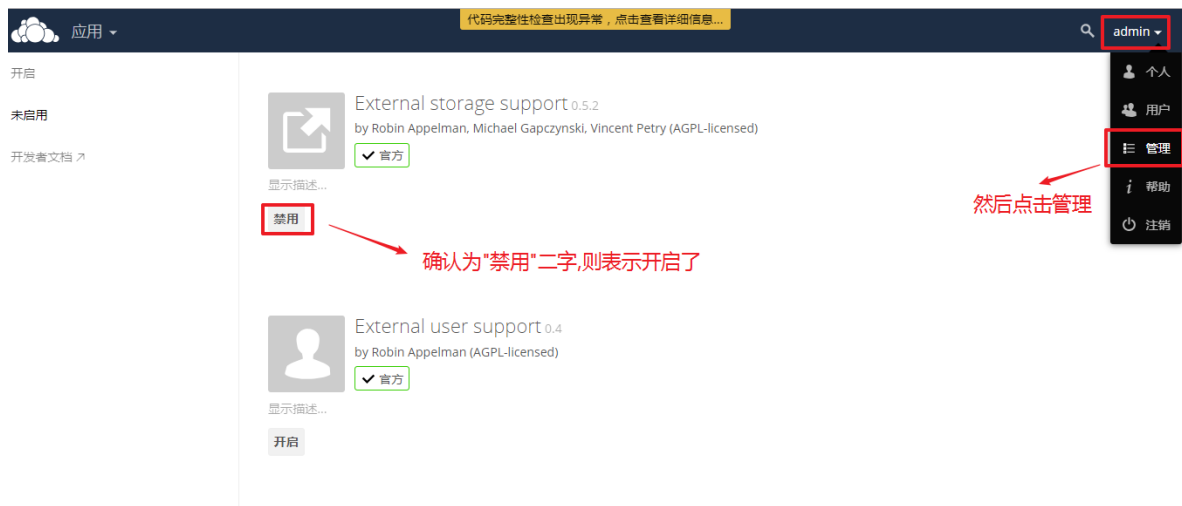 代码完整性检查出现异常，点击查看详细信息...
应用
admin
开启
未启用
开发者文档
External storage support 0.5.2
by Robin Appelman, Michael Gapczynski, Vincent Petry (AGPL-licensed)
官方
显示描述...
禁用
确认为"禁用"二字,则表示开启了
个人
用户
管理
帮助
注销
然后点击管理
External user support 0.4
by Robin Appelman (AGPL-licensed)
官方
显示描述...
开启